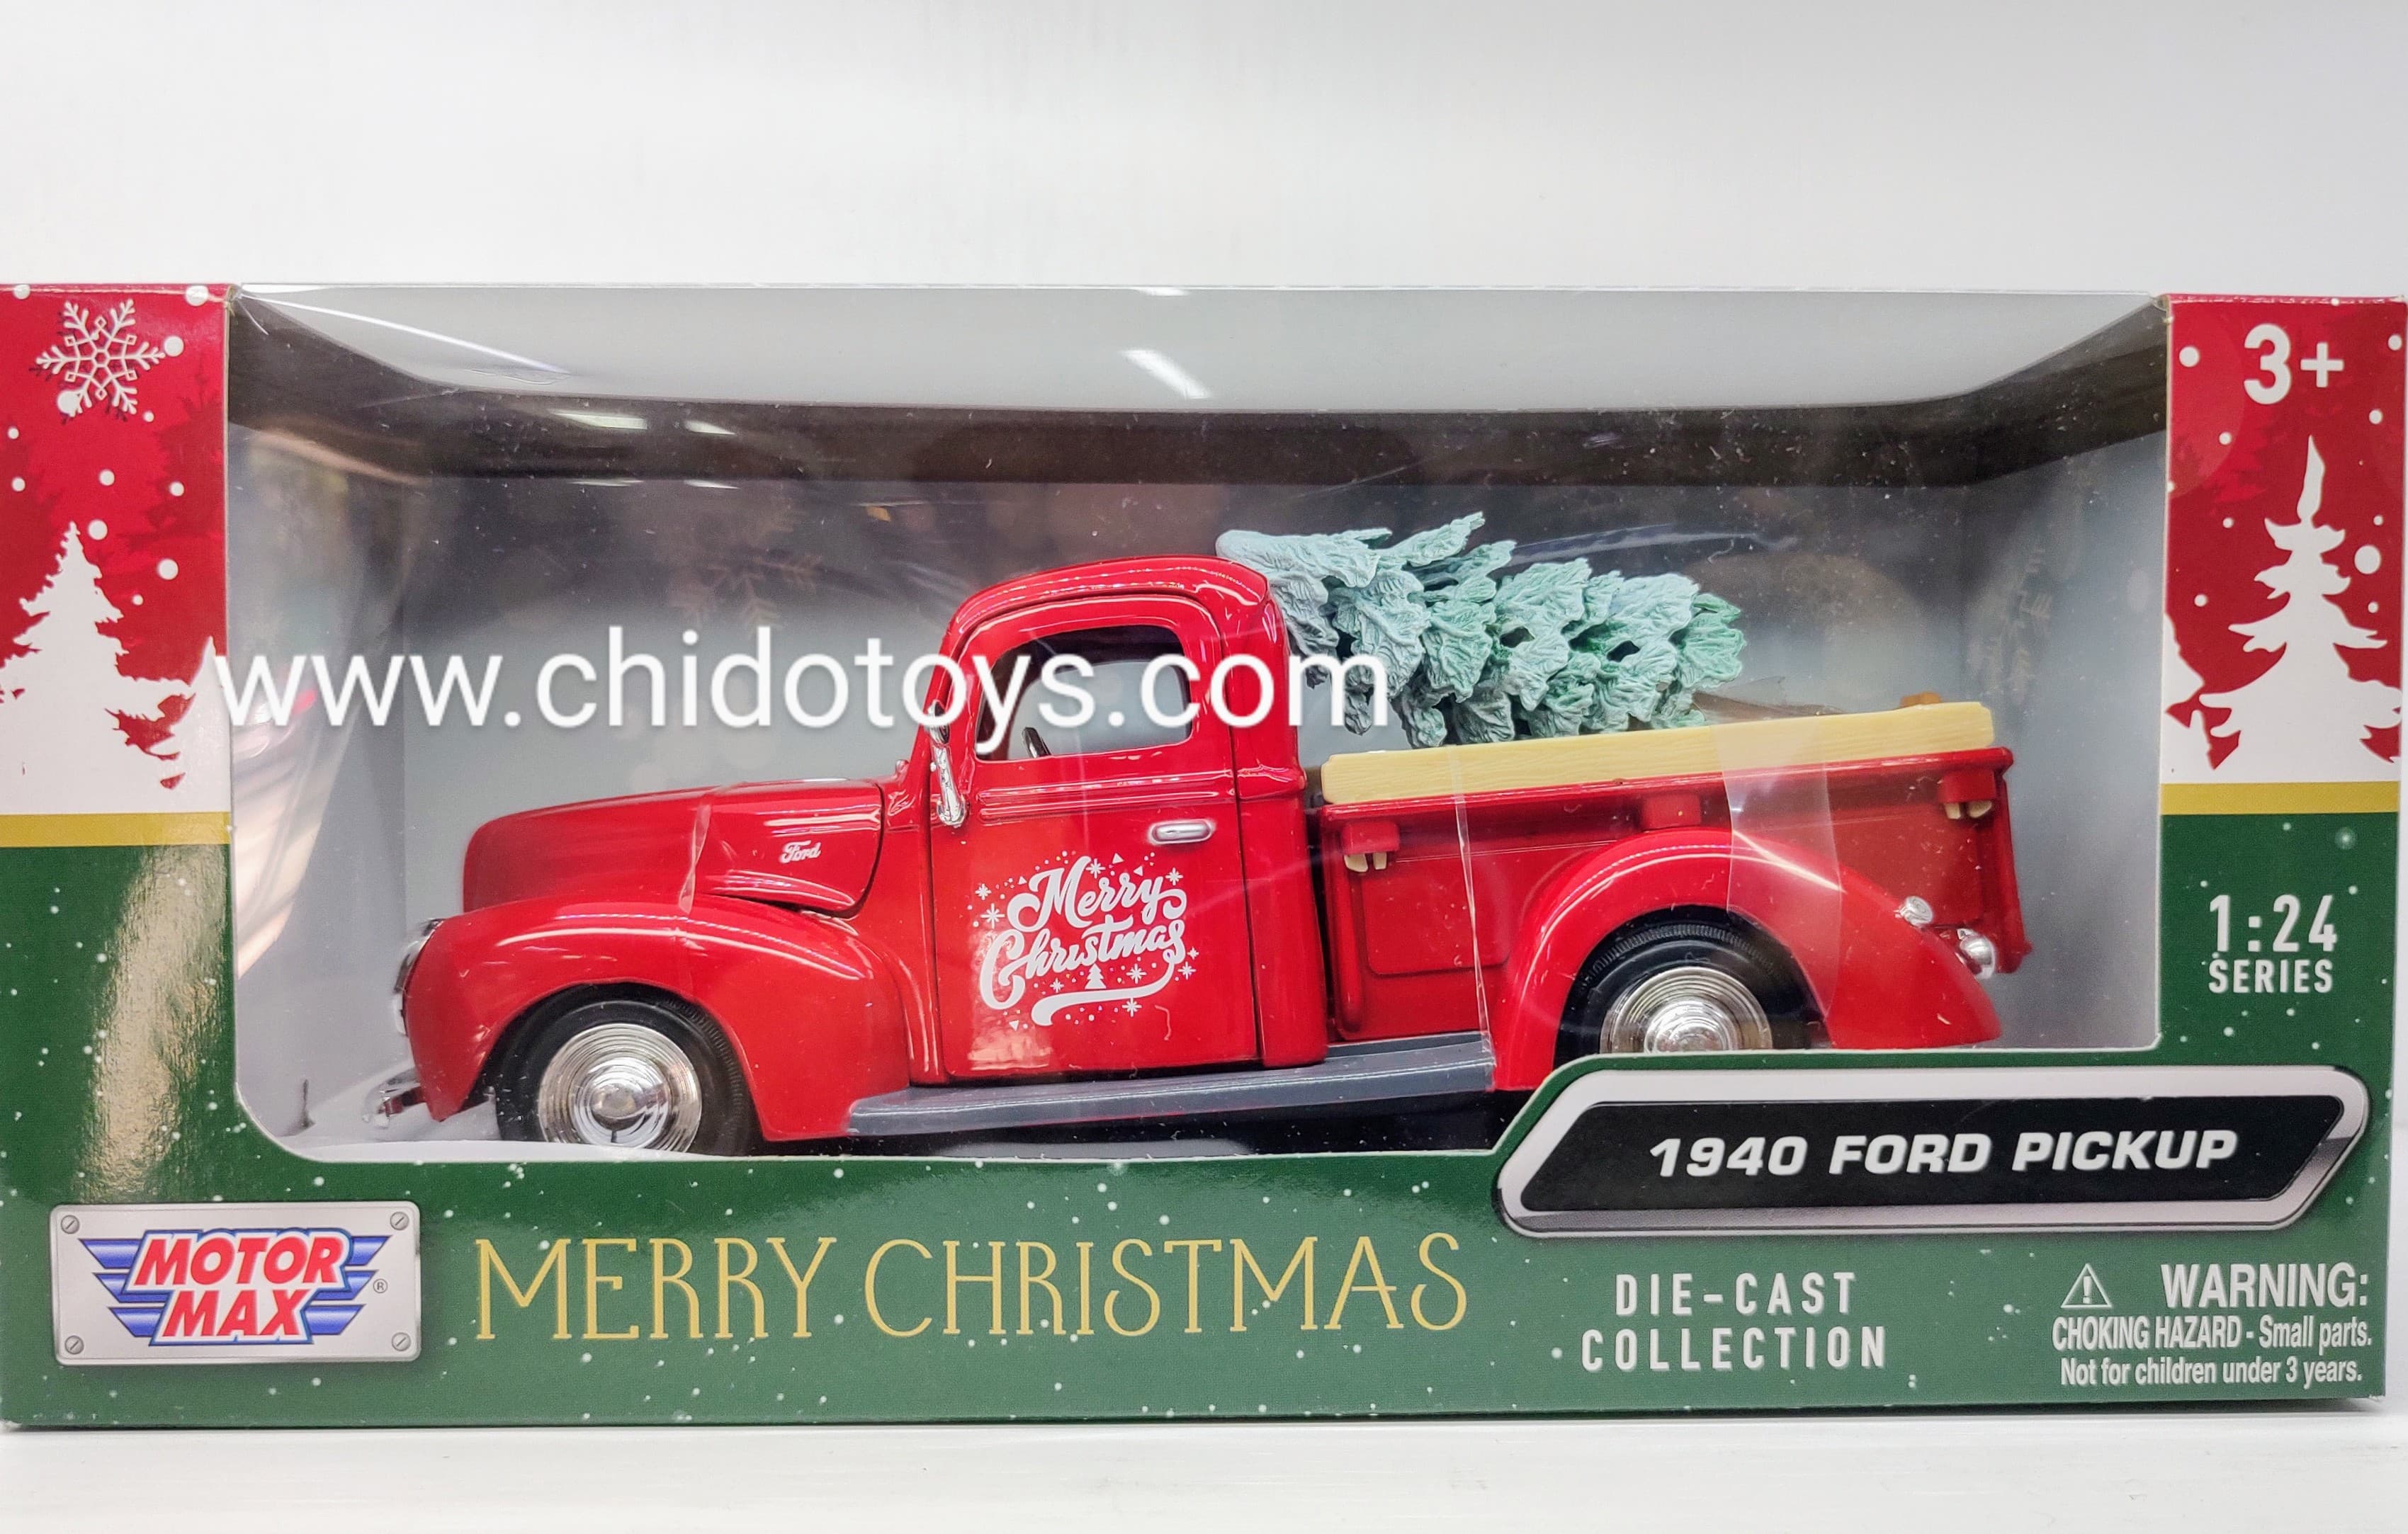 3+
www.chidotoys.com
Ford
Merry
Christmas
1:24
SERIES
1940 FORD PICKUP
MOTOR
MAX
®
MERRY CHRISTMAS
DIE-CAST
COLLECTION
WARNING:
CHOKING HAZARD - Small parts.
Not for children under 3 years.